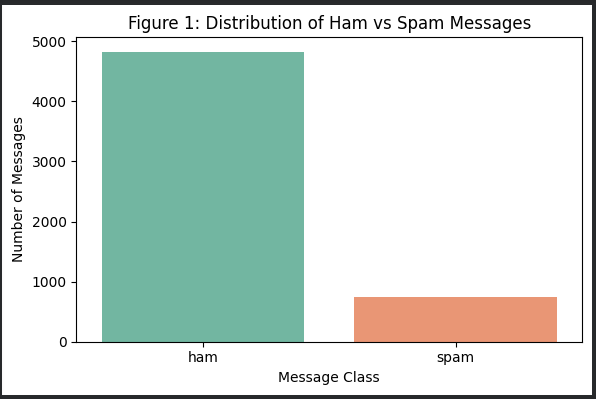 Figure 1: Distribution of Ham vs Spam Messages
5000
4000
3000
2000
1000
0
Number of Messages
ham spam
Message Class